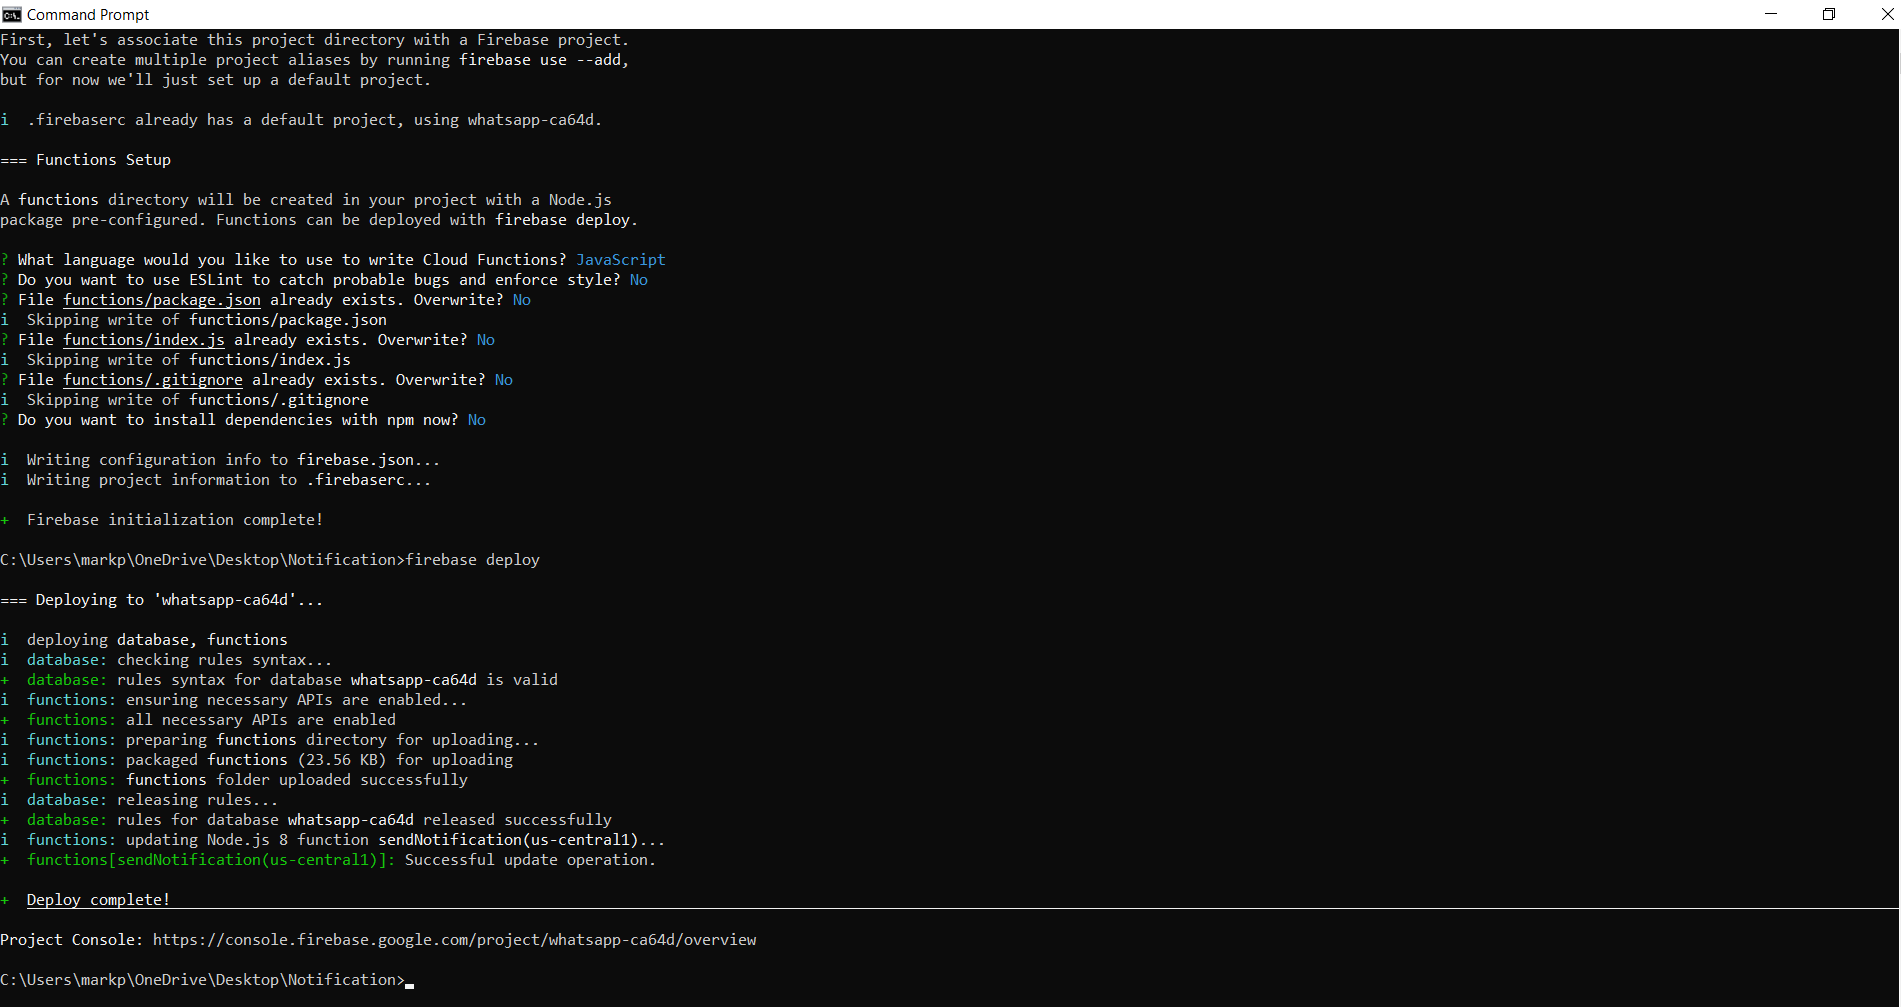 Command Prompt
First, let's associate this project directory with a Firebase project.
You can create multiple project aliases by running firebase use --add,
but for now we'll just set up a default project.
i  .firebaserc already has a default project, using whatsapp-ca64d.
=== Functions Setup
A functions directory will be created in your project with a Node.js
package pre-configured. Functions can be deployed with firebase deploy.
? What language would you like to use to write Cloud Functions? JavaScript
? Do you want to use ESLint to catch probable bugs and enforce style? No
? File functions/package.json already exists. Overwrite? No
i  Skipping write of functions/package.json
? File functions/index.js already exists. Overwrite? No
i  Skipping write of functions/index.js
? File functions/.gitignore already exists. Overwrite? No
i  Skipping write of functions/.gitignore
? Do you want to install dependencies with npm now? No
i  Writing configuration info to firebase.json...
i  Writing project information to .firebaserc...
+  Firebase initialization complete!
C:\Users\markp\OneDrive\Desktop\Notification>firebase deploy
=== Deploying to 'whatsapp-ca64d'...
i  deploying database, functions
i  database: checking rules syntax...
+  database: rules syntax for database whatsapp-ca64d is valid
i  functions: ensuring necessary APIs are enabled...
+  functions: all necessary APIs are enabled
i  functions: preparing functions directory for uploading...
i  functions: packaged functions (23.56 KB) for uploading
+  functions: functions folder uploaded successfully
i  database: releasing rules...
+  database: rules for database whatsapp-ca64d released successfully
i  functions: updating Node.js 8 function sendNotification(us-central1)...
+  functions[sendNotification(us-central1)]: Successful update operation.
+  Deploy complete!
Project Console: https://console.firebase.google.com/project/whatsapp-ca64d/overview
C:\Users\markp\OneDrive\Desktop\Notification>